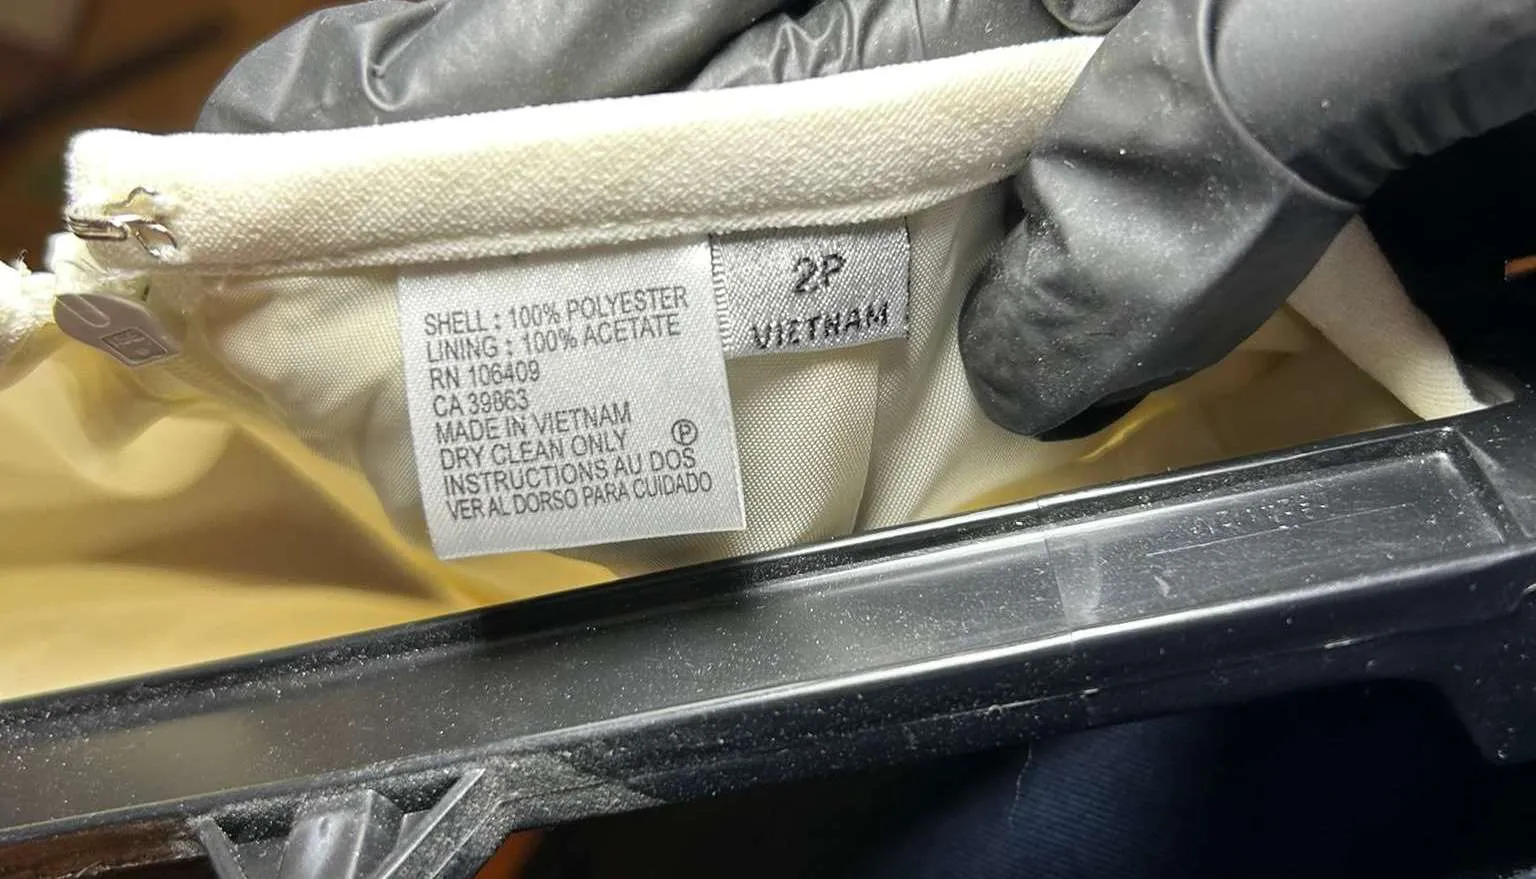 SHELL : 100% POLYESTER
LINING : 100% ACETATE
RN 106409
CA 39863
MADE IN VIETNAM
DRY CLEAN ONLY Ⓟ
INSTRUCTIONS AU DOS
VER AL DORSO PARA CUIDADO
2P
VIETNAM